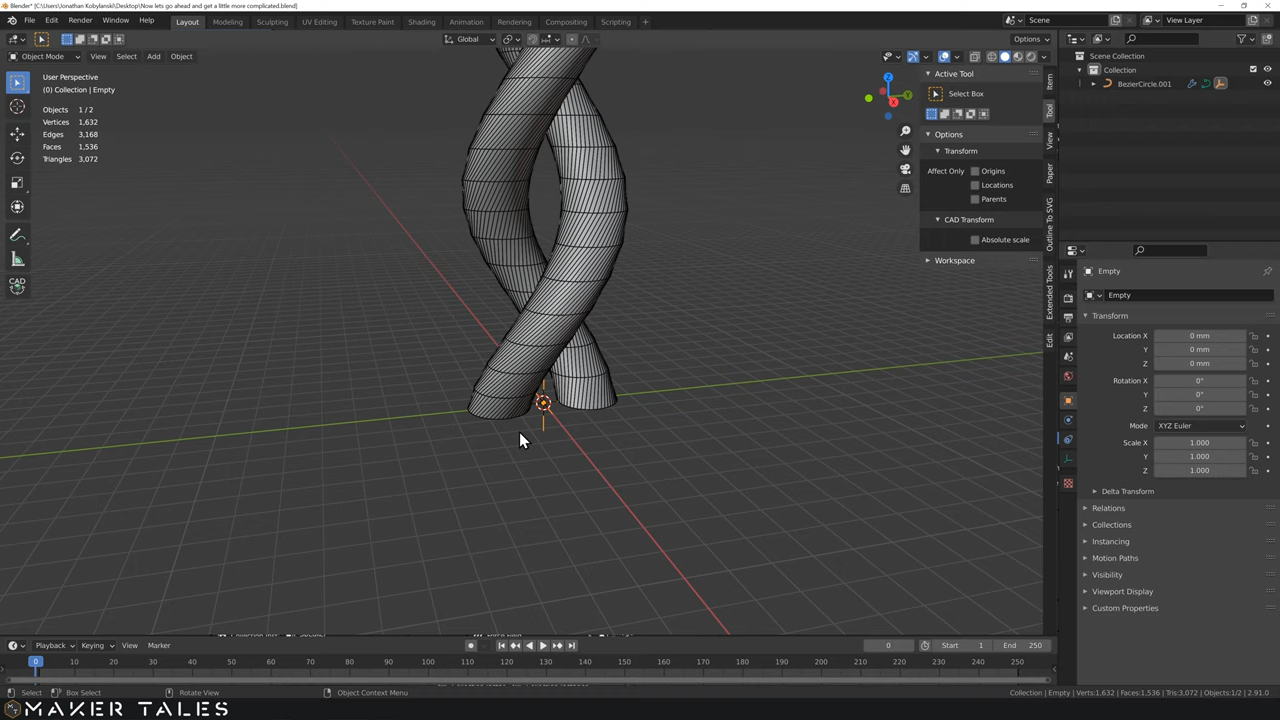 Blender* [C:\Users\Jonathan Kobylanski\Desktop\Now lets go ahead and get a little more complicated.blend]
File Edit Render Window Help Layout Modeling Sculpting UV Editing Texture Paint Shading Animation Rendering Compositing Scripting + Scene View Layer
Global Options
Object Mode View Select Add Object
User Perspective
(0) Collection | Empty
Objects 1 / 2
Vertices 1,632
Edges 3,168
Faces 1,536
Triangles 3,072
CAD
Z
Y
X
Active Tool
Select Box
Options
Transform
Affect Only Origins
Locations
Parents
CAD Transform
Absolute scale
Workspace
Item
Tool
View
Paper
Outline To SVG
Extended Tools
Edit
Scene Collection
Collection
BezierCircle.001
Empty
Empty
Transform
Location X 0 mm
Y 0 mm
Z 0 mm
Rotation X 0°
Y 0°
Z 0°
Mode XYZ Euler
Scale X 1.000
Y 1.000
Z 1.000
Delta Transform
Relations
Collections
Instancing
Motion Paths
Visibility
Viewport Display
Custom Properties
Playback Keying View Marker 0 Start 1 End 250
0 10 20 30 40 50 60 70 80 90 100 110 120 130 140 150 160 170 180 190 200 210 220 230 240 250
Select Box Select Rotate View Object Context Menu Collection | Empty | Verts:1,632 | Faces:1,536 | Tris:3,072 | Objects:1/2 | 2.91.0
MAKER TALES